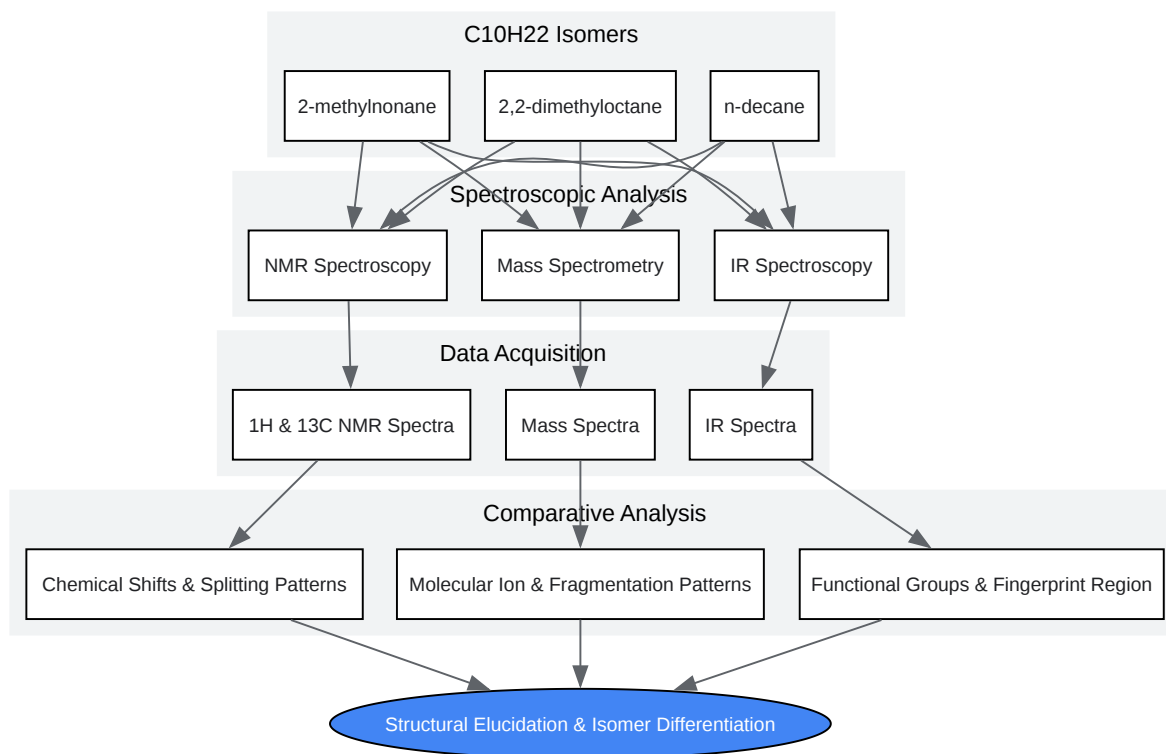 C10H22 Isomers
2-methylnonane
2,2-dimethyloctane
n-decane
Spectroscopic Analysis
NMR Spectroscopy
Mass Spectrometry
IR Spectroscopy
Data Acquisition
1H & 13C NMR Spectra
Mass Spectra
IR Spectra
Comparative Analysis
Chemical Shifts & Splitting Patterns
Molecular Ion & Fragmentation Patterns
Functional Groups & Fingerprint Region
Structural Elucidation & Isomer Differentiation